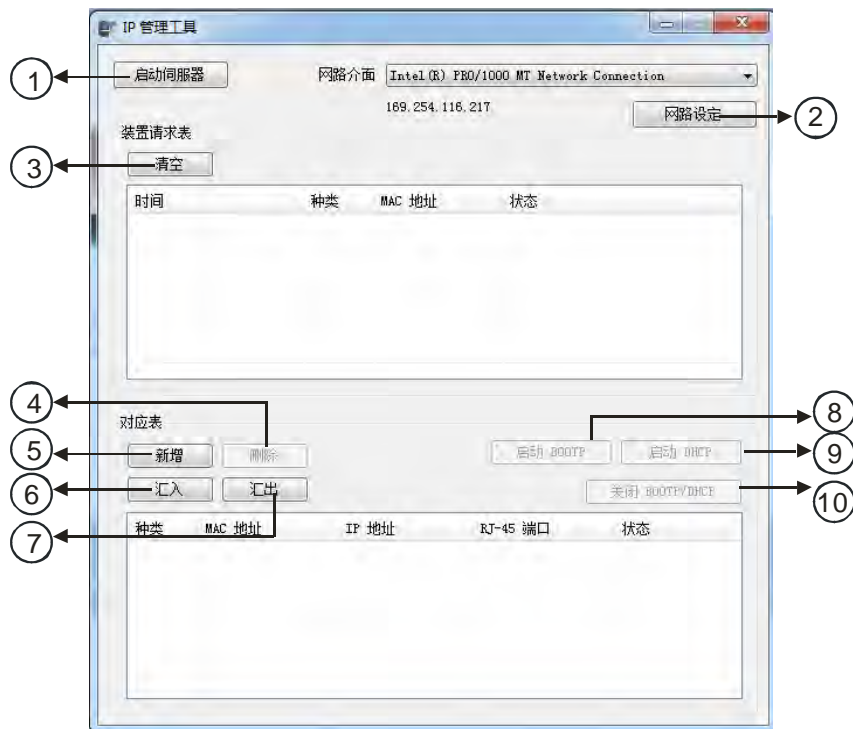 IP 管理工具
① 启动伺服器 网路介面 Intel(R) PRO/1000 MT Network Connection
169.254.116.217 网路设定 ②
装置请求表
③ 清空
时间 种类 MAC 地址 状态
④ ⑧
对应表
⑤ 新增 删除 启动 BOOTP 启动 DHCP ⑨
⑥ 汇入 汇出 关闭 BOOTP/DHCP ⑩
⑦ 种类 MAC 地址 IP 地址 RJ-45 端口 状态